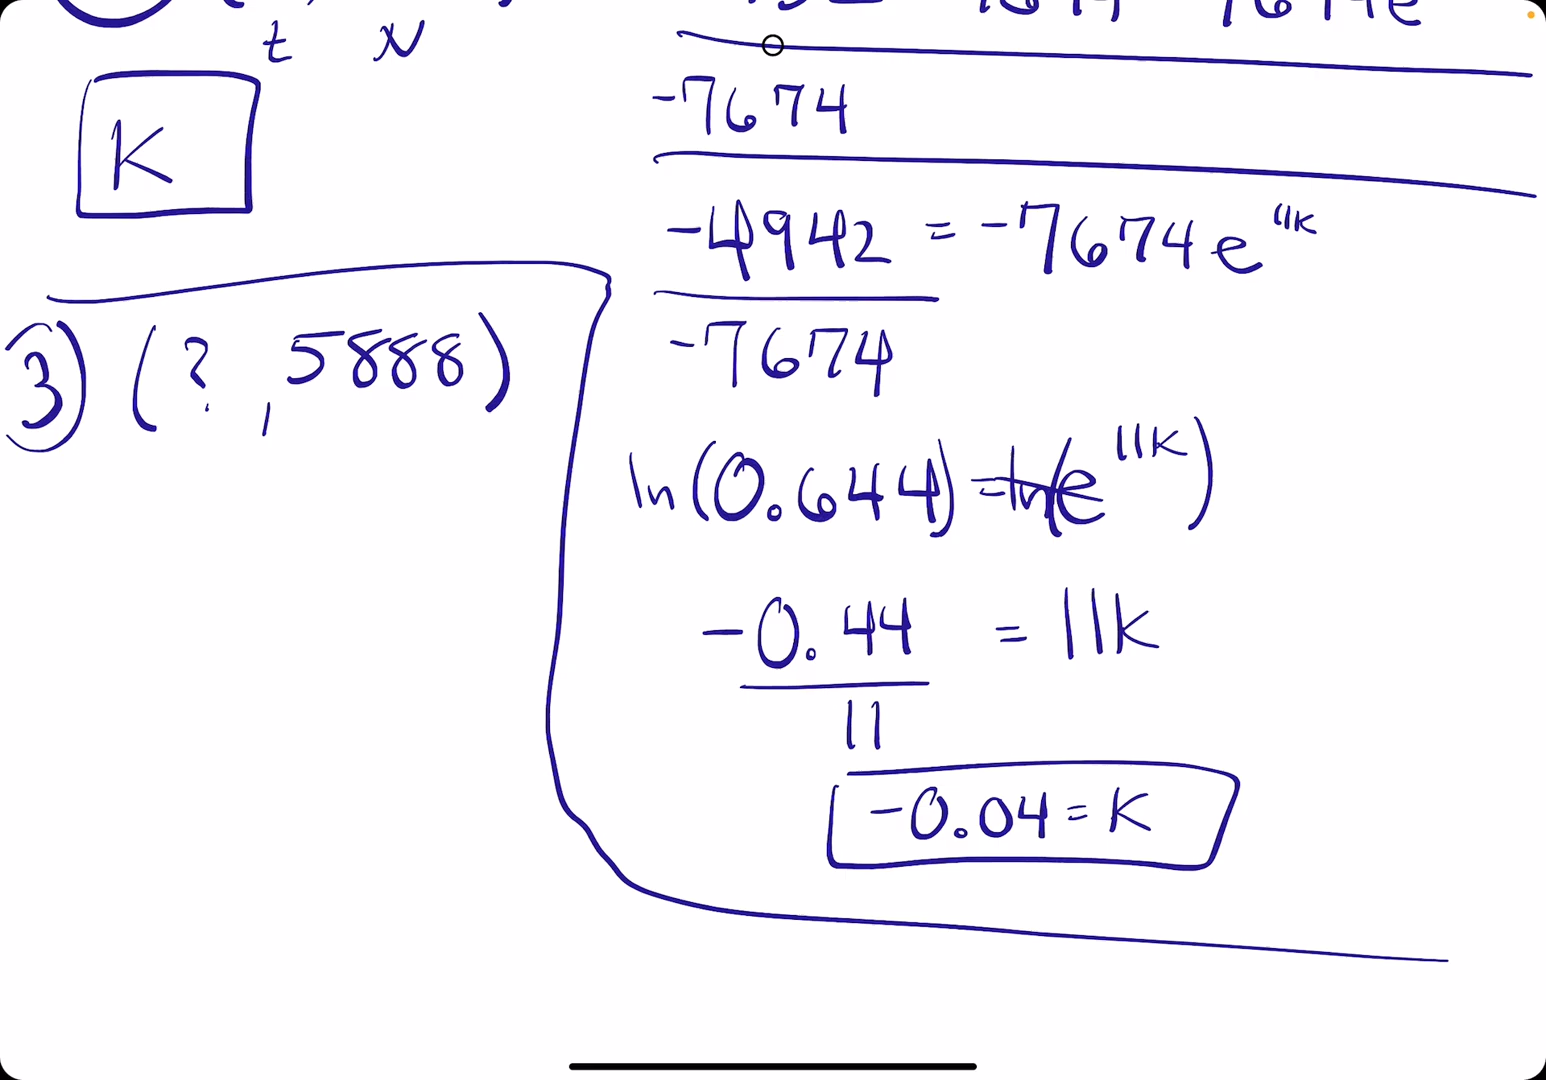 t N
-7674
K
-4942 = -7674e^11k
-7674
3) (?, 5888)
ln(0.644) = ln(e^11k)
-0.44 = 11k
11
-0.04 = K